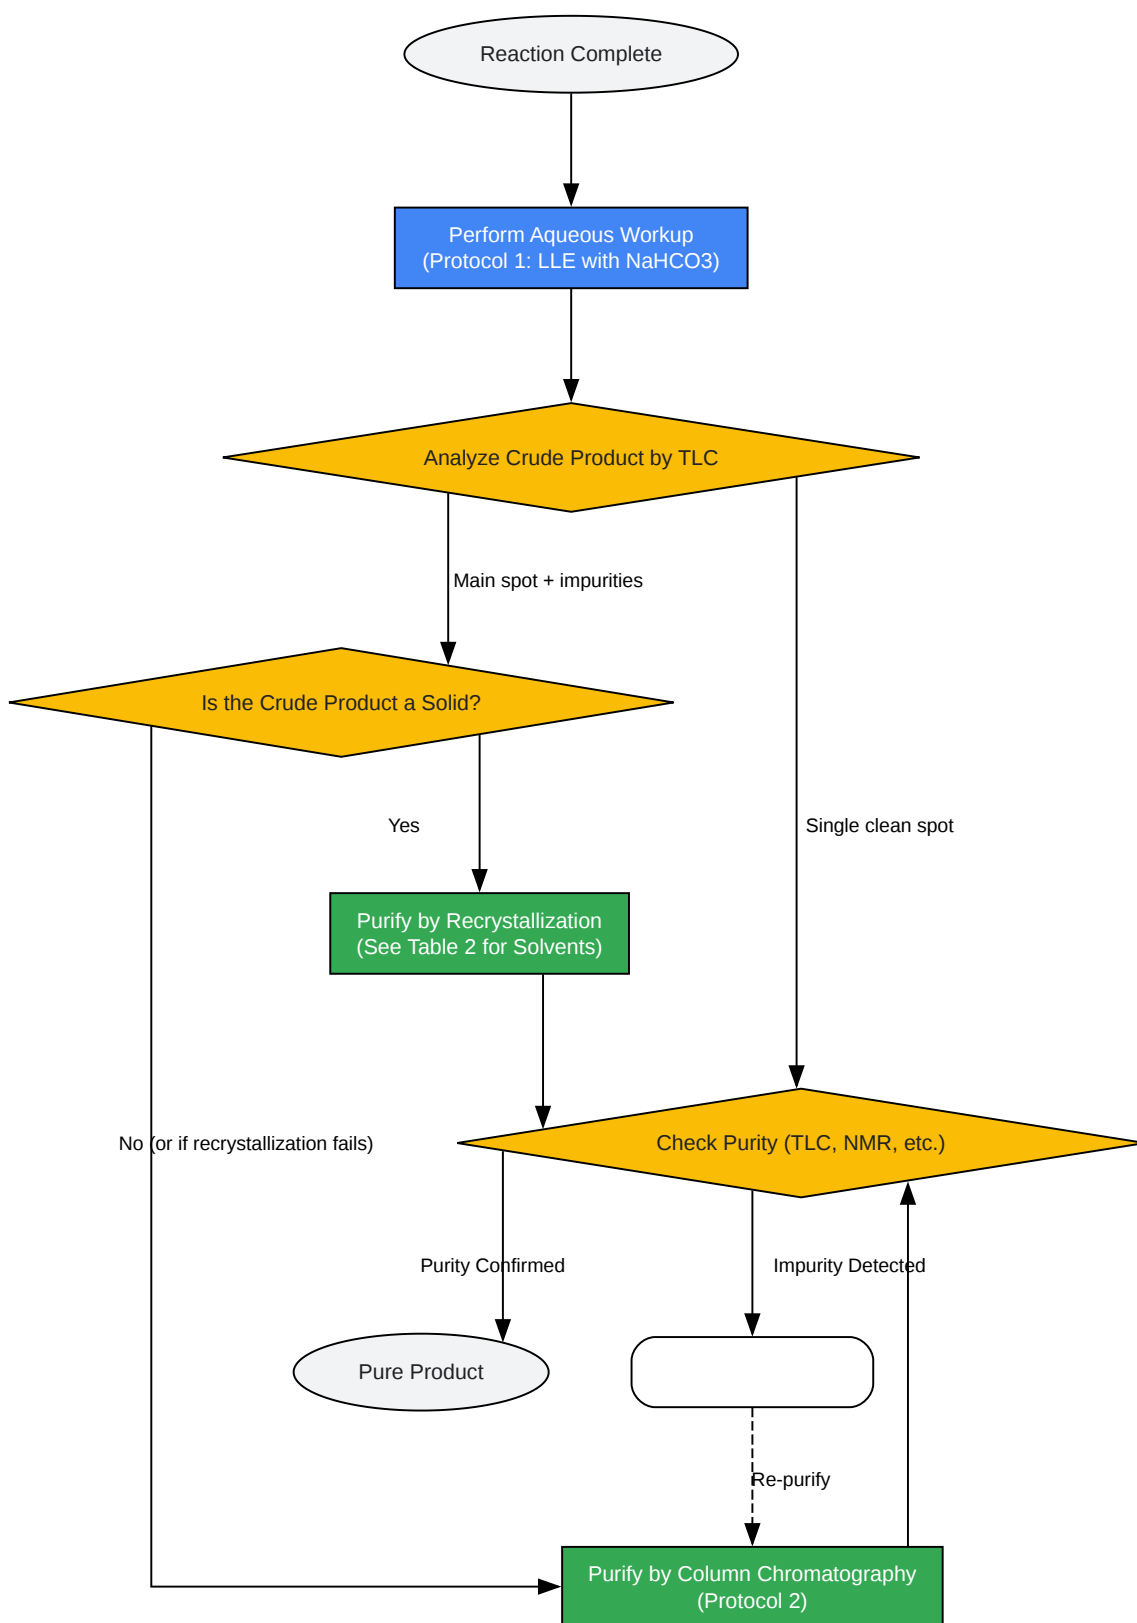 Reaction Complete
Perform Aqueous Workup
(Protocol 1: LLE with NaHCO3)
Analyze Crude Product by TLC
Main spot + impurities
Is the Crude Product a Solid?
Yes
Single clean spot
Purify by Recrystallization
(See Table 2 for Solvents)
No (or if recrystallization fails)
Check Purity (TLC, NMR, etc.)
Purity Confirmed
Impurity Detected
Pure Product
Re-purify
Purify by Column Chromatography
(Protocol 2)